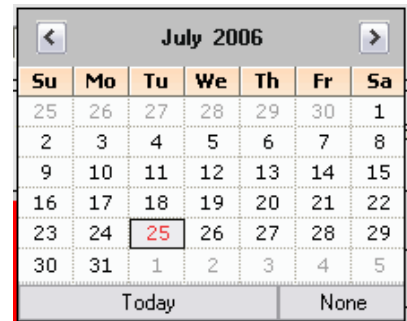 July 2006
Su Mo Tu We Th Fr Sa
25 26 27 28 29 30 1
2 3 4 5 6 7 8
9 10 11 12 13 14 15
16 17 18 19 20 21 22
23 24 25 26 27 28 29
30 31 1 2 3 4 5
Today None